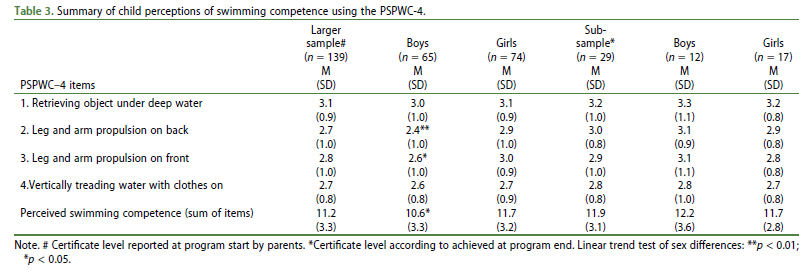 Table 3. Summary of child perceptions of swimming competence using the PSPWC-4.
PSPWC–4 items Larger sample# (n = 139) M (SD) Boys (n = 65) M (SD) Girls (n = 74) M (SD) Sub-sample* (n = 29) M (SD) Boys (n = 12) M (SD) Girls (n = 17) M (SD)
1. Retrieving object under deep water 3.1 3.0 3.1 3.2 3.3 3.2
(0.9) (1.0) (0.9) (1.0) (1.1) (0.8)
2. Leg and arm propulsion on back 2.7 2.4** 2.9 3.0 3.1 2.9
(1.0) (1.0) (1.0) (0.8) (0.9) (0.8)
3. Leg and arm propulsion on front 2.8 2.6* 3.0 2.9 3.1 2.8
(1.0) (1.0) (0.9) (1.0) (1.1) (0.8)
4.Vertically treading water with clothes on 2.7 2.6 2.7 2.8 2.8 2.7
(0.8) (0.8) (0.9) (0.8) (1.0) (0.8)
Perceived swimming competence (sum of items) 11.2 10.6* 11.7 11.9 12.2 11.7
(3.3) (3.3) (3.2) (3.1) (3.6) (2.8)
Note. # Certificate level reported at program start by parents. *Certificate level according to achieved at program end. Linear trend test of sex differences: **p < 0.01;
*p < 0.05.